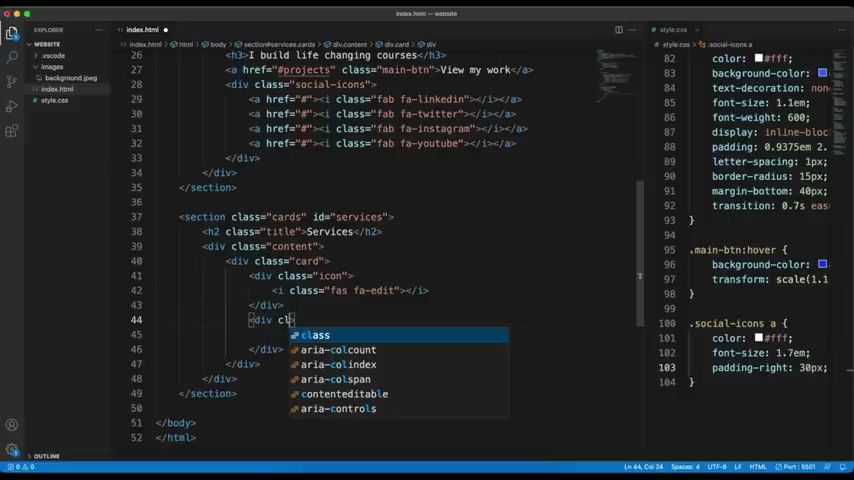 index.html — website
EXPLORER
WEBSITE
.vscode
images
background.jpeg
index.html
style.css
OUTLINE
index.html
index.html > html > body > section#services.cards > div.content > div.card > div
26 <h3>I build life changing courses</h3>
27 <a href="#projects" class="main-btn">View my work</a>
28 <div class="social-icons">
29 <a href="#"><i class="fab fa-linkedin"></i></a>
30 <a href="#"><i class="fab fa-twitter"></i></a>
31 <a href="#"><i class="fab fa-instagram"></i></a>
32 <a href="#"><i class="fab fa-youtube"></i></a>
33 </div>
34 </div>
35 </section>
36
37 <section class="cards" id="services">
38 <h2 class="title">Services</h2>
39 <div class="content">
40 <div class="card">
41 <div class="icon">
42 <i class="fas fa-edit"></i>
43 </div>
44 <div cl>
class
45
aria-colcount
46 </div>
aria-colindex
47 </div>
aria-colspan
48 </div>
contenteditable
49 </section>
aria-controls
50
51 </body>
52 </html>
style.css
style.css > .social-icons a
82 color: #fff;
83 background-color:
84 text-decoration: non
85 font-size: 1.1em;
86 font-weight: 600;
87 display: inline-bloc
88 padding: 0.9375em 2.
89 letter-spacing: 1px;
90 border-radius: 15px;
91 margin-bottom: 40px;
92 transition: 0.7s eas
93 }
94
95 .main-btn:hover {
96 background-color:
97 transform: scale(1.1
98 }
99
100 .social-icons a {
101 color: #fff;
102 font-size: 1.7em;
103 padding-right: 30px;
104 }
0 0
Ln 44, Col 24 Spaces: 4 UTF-8 LF HTML Port : 5501